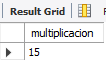 Result Grid
multiplicacion
15